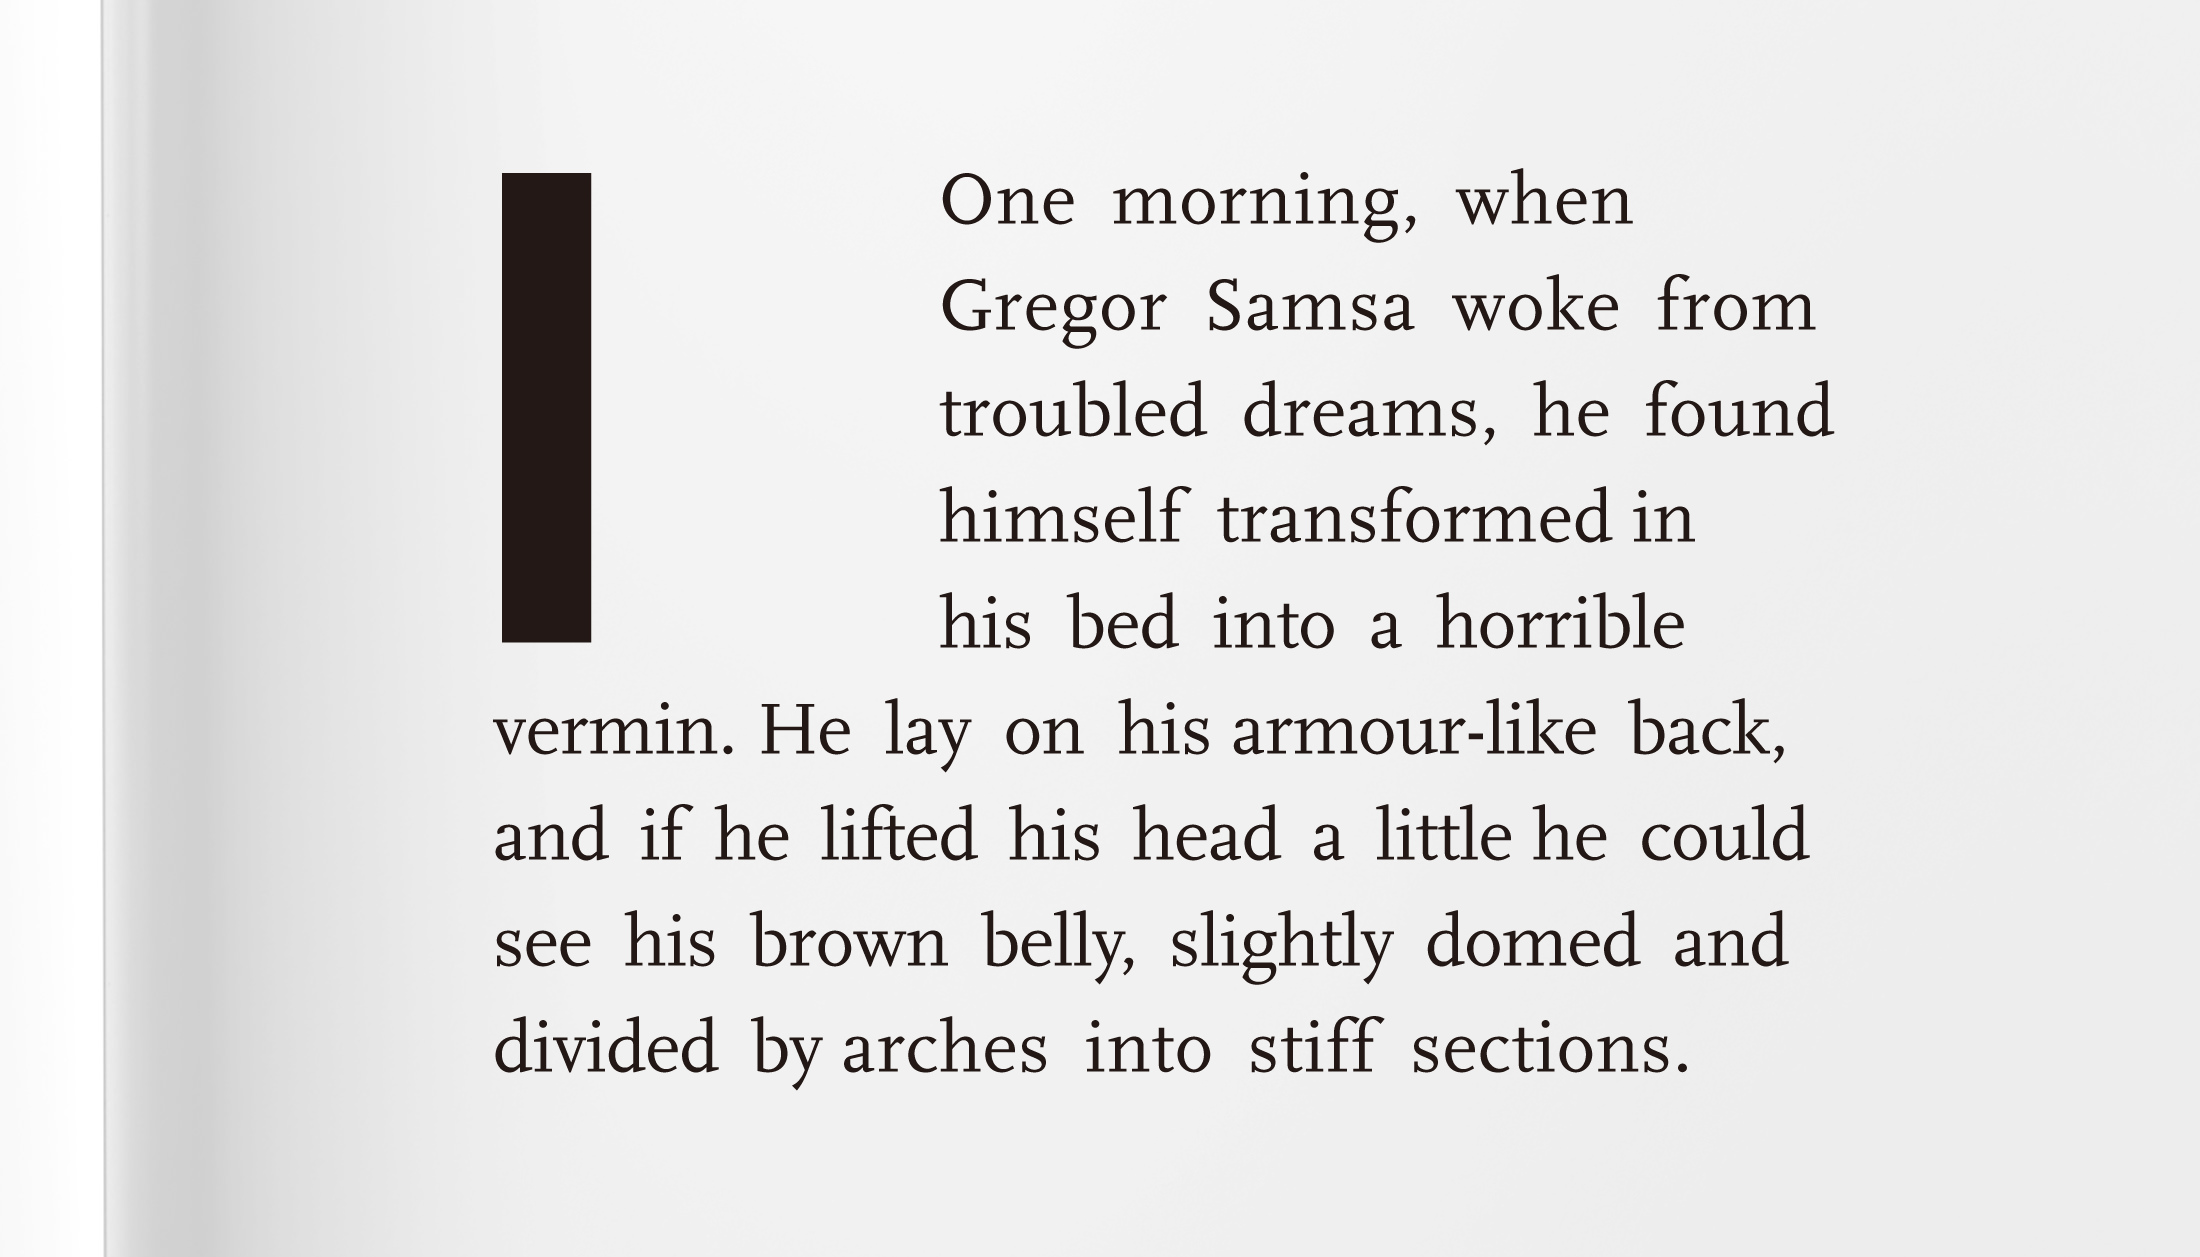 I
One morning, when
Gregor Samsa woke from
troubled dreams, he found
himself transformed in
his bed into a horrible
vermin. He lay on his armour-like back,
and if he lifted his head a little he could
see his brown belly, slightly domed and
divided by arches into stiff sections.